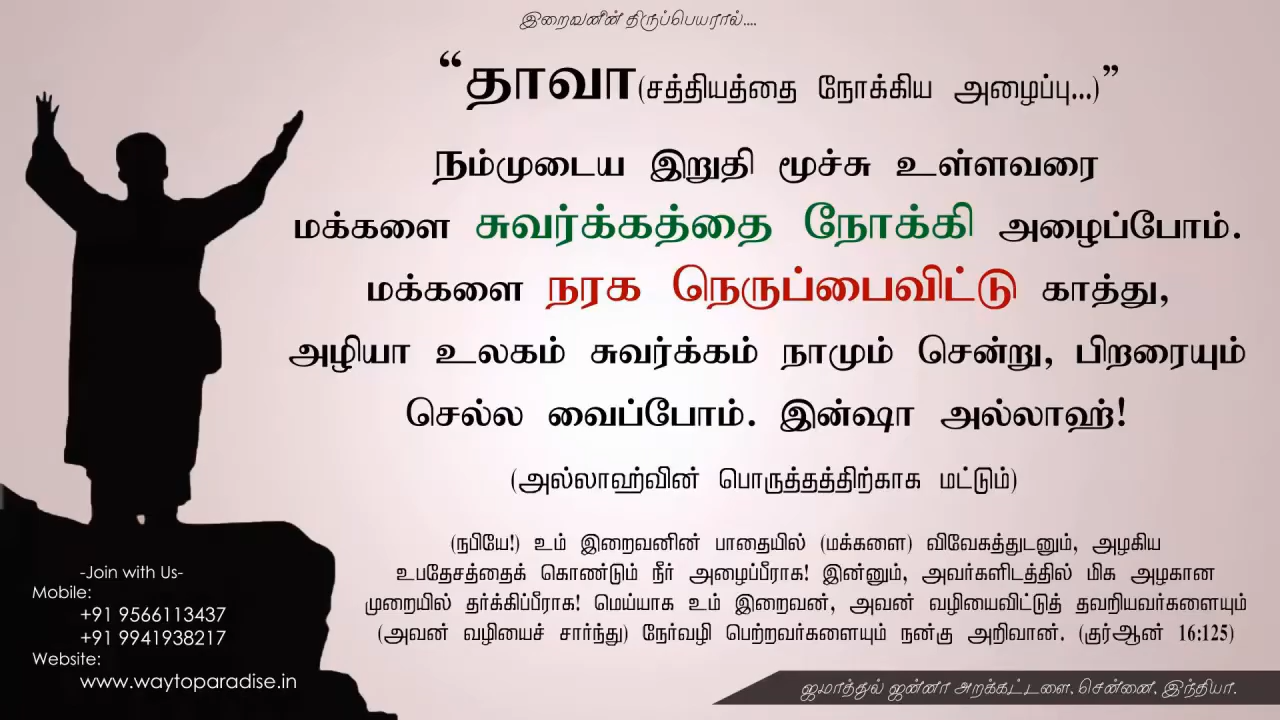 இறைவனின் திருப்பெயரால்....
“தாவா(சத்தியத்தை நோக்கிய அழைப்பு...)”
நம்முடைய இறுதி மூச்சு உள்ளவரை
மக்களை சுவர்க்கத்தை நோக்கி அழைப்போம்.
மக்களை நரக நெருப்பைவிட்டு காத்து,
அழியா உலகம் சுவர்க்கம் நாமும் சென்று, பிறரையும்
செல்ல வைப்போம். இன்ஷா அல்லாஹ்!
(அல்லாஹ்வின் பொருத்தத்திற்காக மட்டும்)
(நபியே!) உம் இறைவனின் பாதையில் (மக்களை) விவேகத்துடனும், அழகிய
உபதேசத்தைக் கொண்டும் நீர் அழைப்பீராக! இன்னும், அவர்களிடத்தில் மிக அழகான
முறையில் தர்க்கிப்பீராக! மெய்யாக உம் இறைவன், அவன் வழியைவிட்டுத் தவறியவர்களையும்
(அவன் வழியைச் சார்ந்து) நேர்வழி பெற்றவர்களையும் நன்கு அறிவான். (குர்ஆன் 16:125)
-Join with Us-
Mobile:
+91 9566113437
+91 9941938217
Website:
www.waytoparadise.in
ஜமாத்துல் ஜன்னா அறக்கட்டளை, சென்னை, இந்தியா.